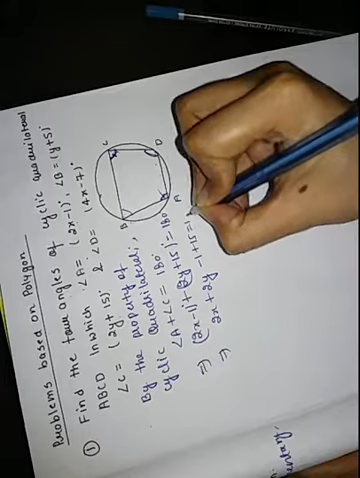 Problems based on Polygon
① Find the four angles of cyclic quadrilateral
ABCD in which ∠A = (2x-1)°, ∠B = (y+5)°
∠C = (2y+15)° & ∠D = (4x-7)°
By the property of
cyclic quadrilateral,
∠A+∠C = 180°
⇒ (2x-1)°+(2y+15)° = 180
⇒ 2x+2y -1+15=1
A
B
C
D